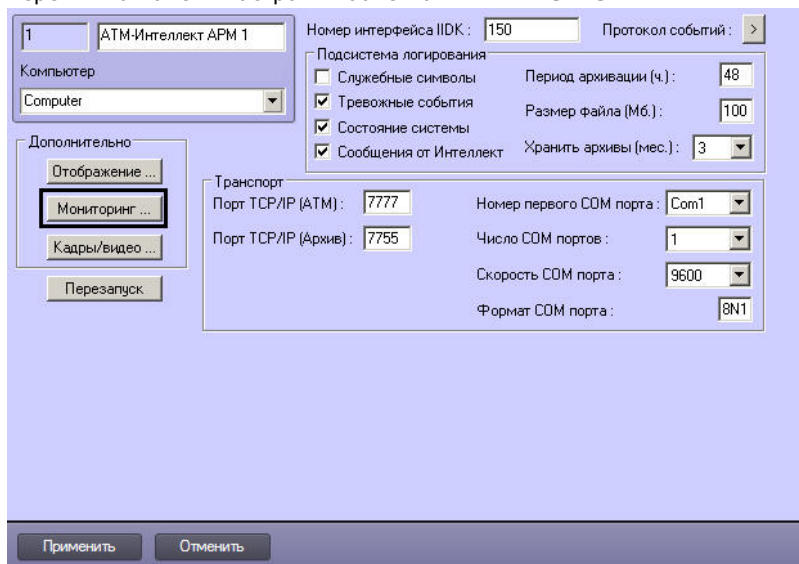 1 АТМ-Интеллект АРМ 1
Компьютер
Computer
Номер интерфейса IIDK : 150 Протокол событий : >
Подсистема логирования
Служебные символы Период архивации (ч.) : 48
Тревожные события Размер файла (Мб.) : 100
Состояние системы
Сообщения от Интеллект Хранить архивы (мес.) : 3
Дополнительно
Отображение ...
Мониторинг ...
Кадры/видео ...
Перезапуск
Транспорт
Порт TCP/IP (ATM) : 7777 Номер первого COM порта : Com1
Порт TCP/IP (Архив) : 7755 Число COM портов : 1
Скорость COM порта : 9600
Формат COM порта : 8N1
Применить Отменить